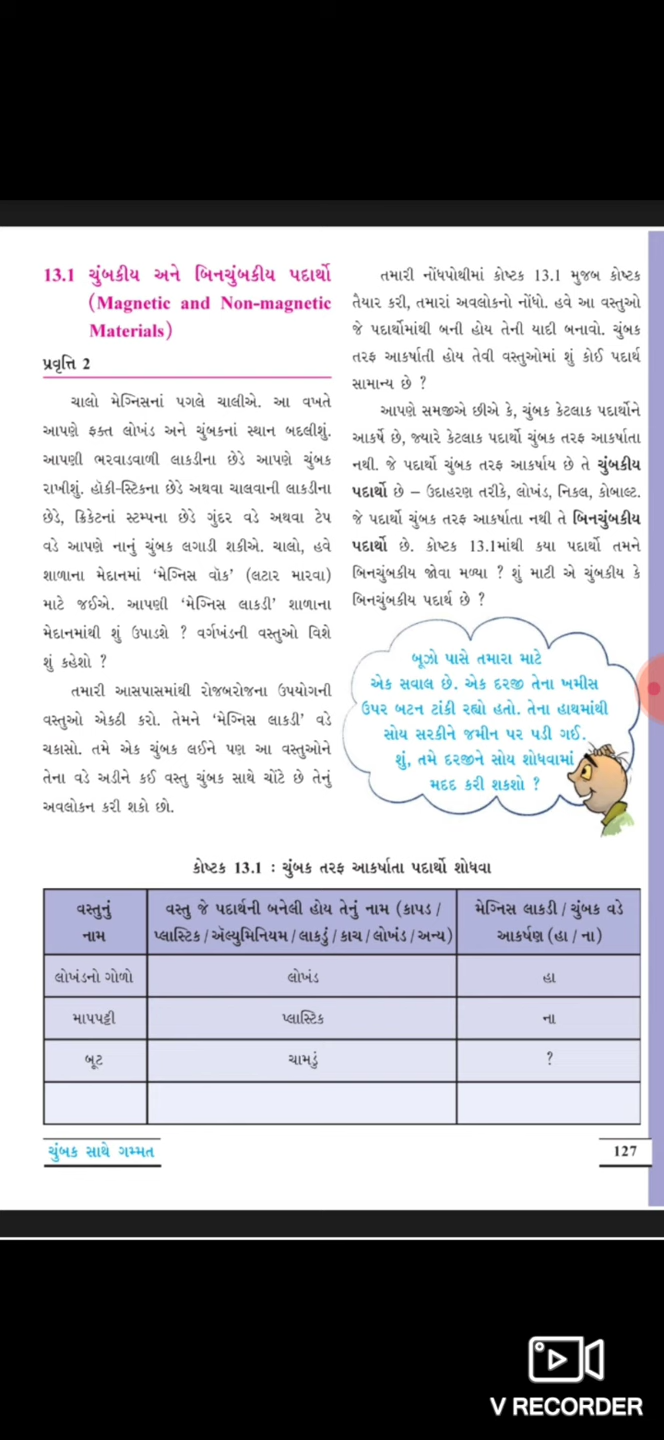 13.1 ચુંબકીય અને બિનચુંબકીય પદાર્થો
(Magnetic and Non-magnetic
Materials)
પ્રવૃત્તિ 2
ચાલો મેગ્નિસનાં પગલે ચાલીએ. આ વખતે
આપણે ફક્ત લોખંડ અને ચુંબકનાં સ્થાન બદલીશું.
આપણી ભરવાડવાળી લાકડીના છેડે આપણે ચુંબક
રાખીશું. હૉકી-સ્ટિકના છેડે અથવા ચાલવાની લાકડીના
છેડે, ક્રિકેટનાં સ્ટમ્પના છેડે ગુંદર વડે અથવા ટેપ
વડે આપણે નાનું ચુંબક લગાડી શકીએ. ચાલો, હવે
શાળાના મેદાનમાં ‘મેગ્નિસ વૉક’ (લટાર મારવા)
માટે જઈએ. આપણી ‘મેગ્નિસ લાકડી’ શાળાના
મેદાનમાંથી શું ઉપાડશે ? વર્ગખંડની વસ્તુઓ વિશે
શું કહેશો ?
તમારી આસપાસમાંથી રોજબરોજના ઉપયોગની
વસ્તુઓ એકઠી કરો. તેમને ‘મેગ્નિસ લાકડી’ વડે
ચકાસો. તમે એક ચુંબક લઈને પણ આ વસ્તુઓને
તેના વડે અડીને કઈ વસ્તુ ચુંબક સાથે ચોંટે છે તેનું
અવલોકન કરી શકો છો.
તમારી નોંધપોથીમાં કોષ્ટક 13.1 મુજબ કોષ્ટક
તૈયાર કરી, તમારાં અવલોકનો નોંધો. હવે આ વસ્તુઓ
જે પદાર્થોમાંથી બની હોય તેની યાદી બનાવો. ચુંબક
તરફ આકર્ષાતી હોય તેવી વસ્તુઓમાં શું કોઈ પદાર્થ
સામાન્ય છે ?
આપણે સમજીએ છીએ કે, ચુંબક કેટલાક પદાર્થોને
આકર્ષે છે, જ્યારે કેટલાક પદાર્થો ચુંબક તરફ આકર્ષાતા
નથી. જે પદાર્થો ચુંબક તરફ આકર્ષાય છે તે ચુંબકીય
પદાર્થો છે – ઉદાહરણ તરીકે, લોખંડ, નિકલ, કોબાલ્ટ.
જે પદાર્થો ચુંબક તરફ આકર્ષાતા નથી તે બિનચુંબકીય
પદાર્થો છે. કોષ્ટક 13.1માંથી કયા પદાર્થો તમને
બિનચુંબકીય જોવા મળ્યા ? શું માટી એ ચુંબકીય કે
બિનચુંબકીય પદાર્થ છે ?
બૂઝો પાસે તમારા માટે
એક સવાલ છે. એક દરજી તેના ખમીસ
ઉપર બટન ટાંકી રહ્યો હતો. તેના હાથમાંથી
સોય સરકીને જમીન પર પડી ગઈ.
શું, તમે દરજીને સોય શોધવામાં
મદદ કરી શકશો ?
કોષ્ટક 13.1 : ચુંબક તરફ આકર્ષાતા પદાર્થો શોધવા
વસ્તુનું વસ્તુ જે પદાર્થની બનેલી હોય તેનું નામ (કાપડ / મેગ્નિસ લાકડી / ચુંબક વડે
નામ પ્લાસ્ટિક / ઍલ્યુમિનિયમ / લાકડું / કાચ / લોખંડ / અન્ય) આકર્ષણ (હા / ના)
લોખંડનો ગોળો લોખંડ હા
માપપટ્ટી પ્લાસ્ટિક ના
બૂટ ચામડું ?
ચુંબક સાથે ગમ્મત 127
V RECORDER